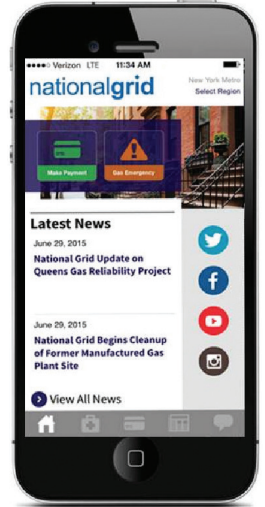 Verizon LTE 11:34 AM
nationalgrid
New York Metro
Select Region
Make Payment
Gas Emergency
Latest News
June 29, 2015
National Grid Update on
Queens Gas Reliability Project
June 29, 2015
National Grid Begins Cleanup
of Former Manufactured Gas
Plant Site
View All News